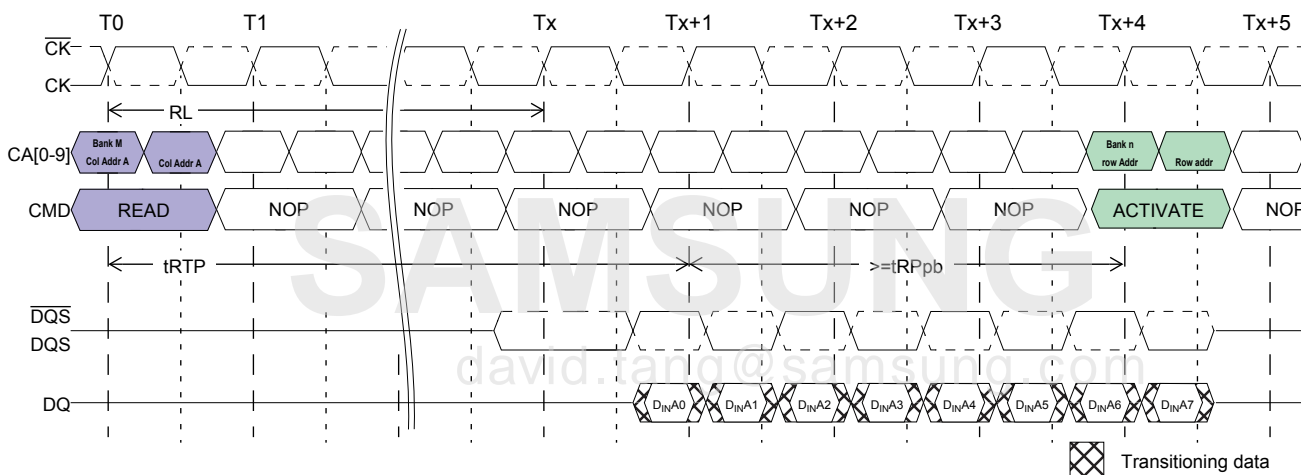 T0 T1 Tx Tx+1 Tx+2 Tx+3 Tx+4 Tx+5
CK
CK
RL
CA[0-9] Bank M Col Addr A Col Addr A Bank n row Addr Row addr
CMD READ NOP NOP NOP NOP NOP NOP ACTIVATE NOP
SAMSUNG
tRTP >=tRPpb
DQS
DQS
david.tang@samsung.com
DQ DINA0 DINA1 DINA2 DINA3 DINA4 DINA5 DINA6 DINA7
Transitioning data